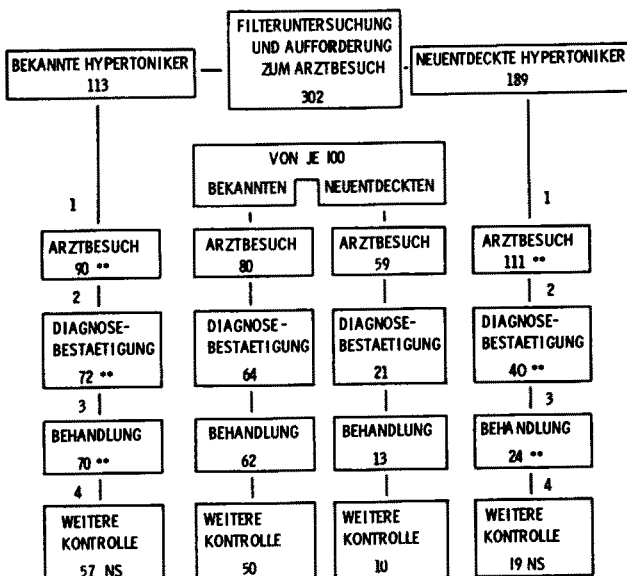 FILTERUNTERSUCHUNG
UND AUFFORDERUNG
ZUM ARZTBESUCH
302
BEKANNTE HYPERTONIKER
113
NEUENTDECKTE HYPERTONIKER
189
VON JE 100
BEKANNTEN NEUENTDECKTEN
1
1
ARZTBESUCH
90 **
ARZTBESUCH
80
ARZTBESUCH
59
ARZTBESUCH
111 **
2
2
DIAGNOSE-
BESTAETIGUNG
72 **
DIAGNOSE-
BESTAETIGUNG
64
DIAGNOSE-
BESTAETIGUNG
21
DIAGNOSE-
BESTAETIGUNG
40 **
3
3
BEHANDLUNG
70 **
BEHANDLUNG
62
BEHANDLUNG
13
BEHANDLUNG
24 **
4
4
WEITERE
KONTROLLE
57 NS
WEITERE
KONTROLLE
50
WEITERE
KONTROLLE
10
WEITERE
KONTROLLE
19 NS